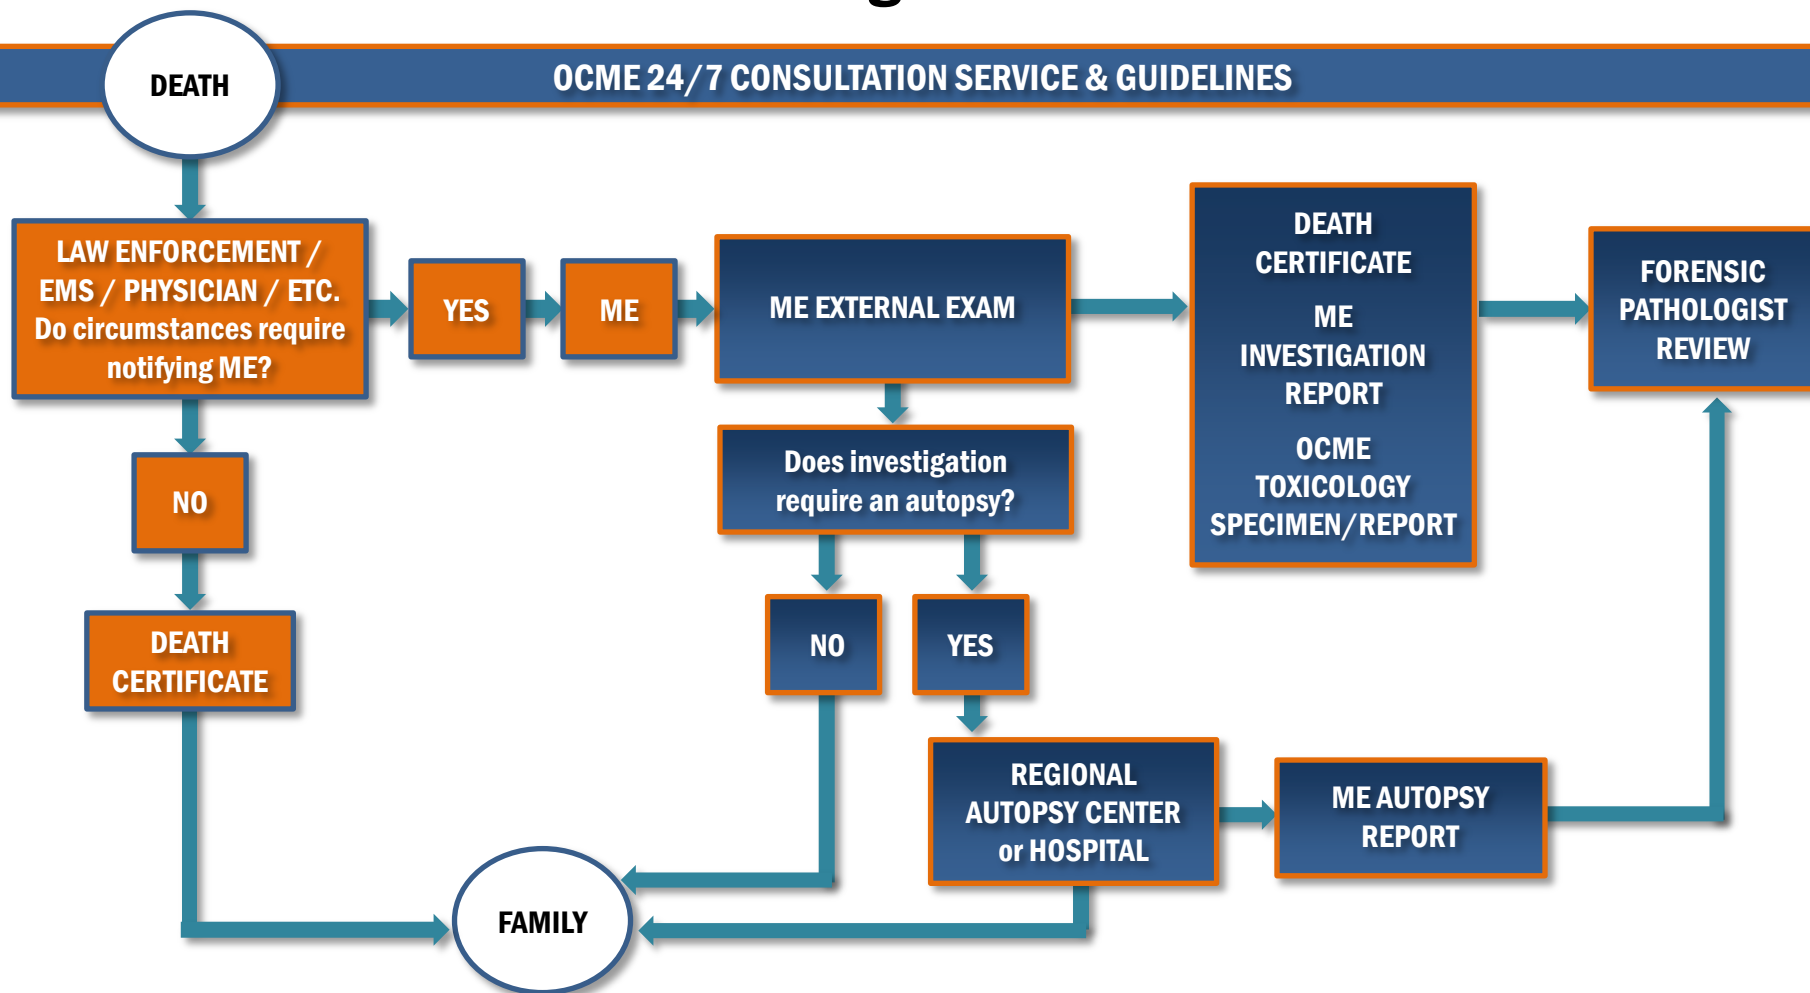 DEATH
OCME 24/7 CONSULTATION SERVICE & GUIDELINES
LAW ENFORCEMENT /
EMS / PHYSICIAN / ETC.
Do circumstances require
notifying ME?
YES
ME
ME EXTERNAL EXAM
DEATH
CERTIFICATE
ME
INVESTIGATION
REPORT
OCME
TOXICOLOGY
SPECIMEN/REPORT
FORENSIC
PATHOLOGIST
REVIEW
NO
DEATH
CERTIFICATE
Does investigation
require an autopsy?
NO
YES
REGIONAL
AUTOPSY CENTER
or HOSPITAL
ME AUTOPSY
REPORT
FAMILY